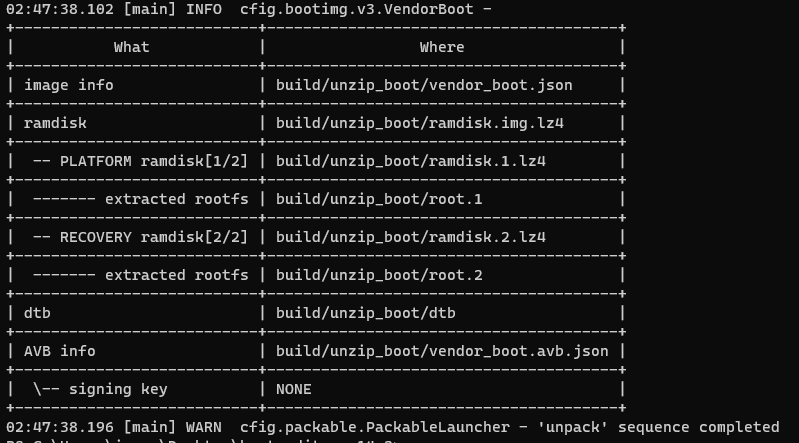 02:47:38.102 [main] INFO  cfig.bootimg.v3.VendorBoot -
+---------------------------+---------------------------------------+
|           What            |                 Where                 |
+---------------------------+---------------------------------------+
| image info                | build/unzip_boot/vendor_boot.json     |
+---------------------------+---------------------------------------+
| ramdisk                   | build/unzip_boot/ramdisk.img.lz4      |
+---------------------------+---------------------------------------+
|  -- PLATFORM ramdisk[1/2] | build/unzip_boot/ramdisk.1.lz4        |
+---------------------------+---------------------------------------+
|  ------- extracted rootfs | build/unzip_boot/root.1               |
+---------------------------+---------------------------------------+
|  -- RECOVERY ramdisk[2/2] | build/unzip_boot/ramdisk.2.lz4        |
+---------------------------+---------------------------------------+
|  ------- extracted rootfs | build/unzip_boot/root.2               |
+---------------------------+---------------------------------------+
| dtb                       | build/unzip_boot/dtb                  |
+---------------------------+---------------------------------------+
| AVB info                  | build/unzip_boot/vendor_boot.avb.json |
+---------------------------+---------------------------------------+
|  \-- signing key          | NONE                                  |
+---------------------------+---------------------------------------+
02:47:38.196 [main] WARN  cfig.packable.PackableLauncher - 'unpack' sequence completed